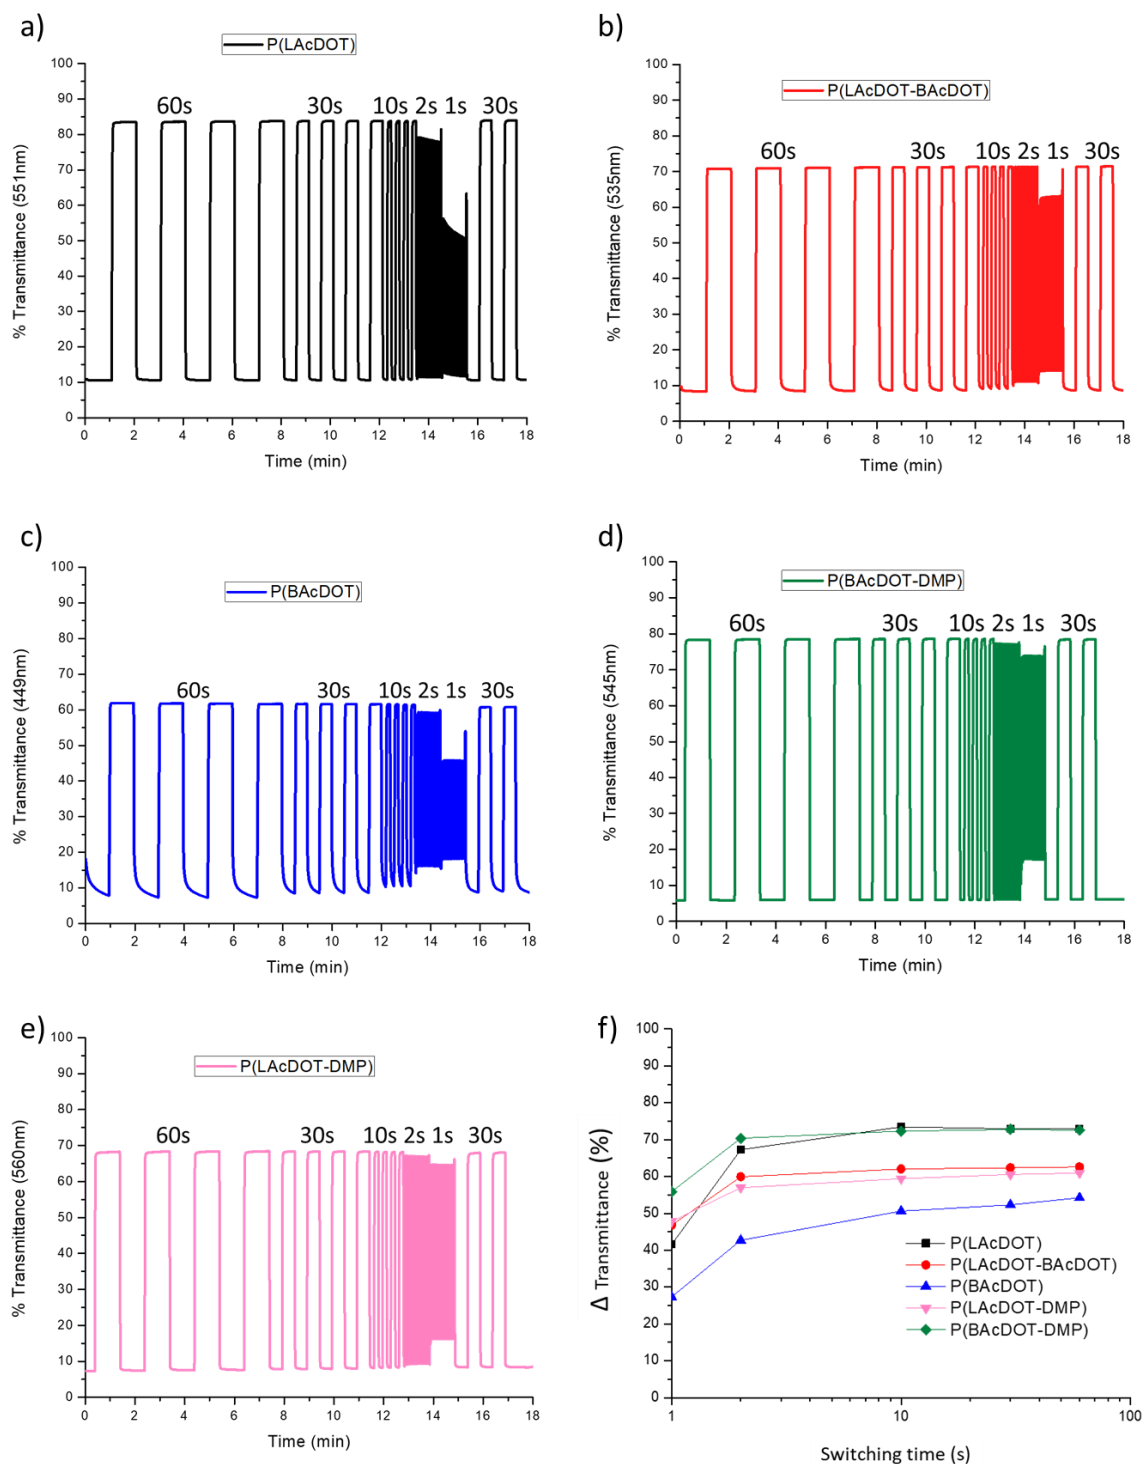 a)
P(LAcDOT)
60s 30s 10s 2s 1s 30s
100
90
80
70
60
50
40
30
20
10
0
% Transmittance (551nm)
0 2 4 6 8 10 12 14 16 18
Time (min)
b)
P(LAcDOT-BAcDOT)
60s 30s 10s 2s 1s 30s
100
90
80
70
60
50
40
30
20
10
0
% Transmittance (535nm)
0 2 4 6 8 10 12 14 16 18
Time (min)
c)
P(BAcDOT)
60s 30s 10s 2s 1s 30s
100
90
80
70
60
50
40
30
20
10
0
% Transmittance (449nm)
0 2 4 6 8 10 12 14 16 18
Time (min)
d)
P(BAcDOT-DMP)
60s 30s 10s 2s 1s 30s
100
90
80
70
60
50
40
30
20
10
0
% Transmittance (545nm)
0 2 4 6 8 10 12 14 16 18
Time (min)
e)
P(LAcDOT-DMP)
60s 30s 10s 2s 1s 30s
100
90
80
70
60
50
40
30
20
10
0
% Transmittance (560nm)
0 2 4 6 8 10 12 14 16 18
Time (min)
f)
100
90
80
70
60
50
40
30
20
10
0
Δ Transmittance (%)
P(LAcDOT)
P(LAcDOT-BAcDOT)
P(BAcDOT)
P(LAcDOT-DMP)
P(BAcDOT-DMP)
1 10 100
Switching time (s)